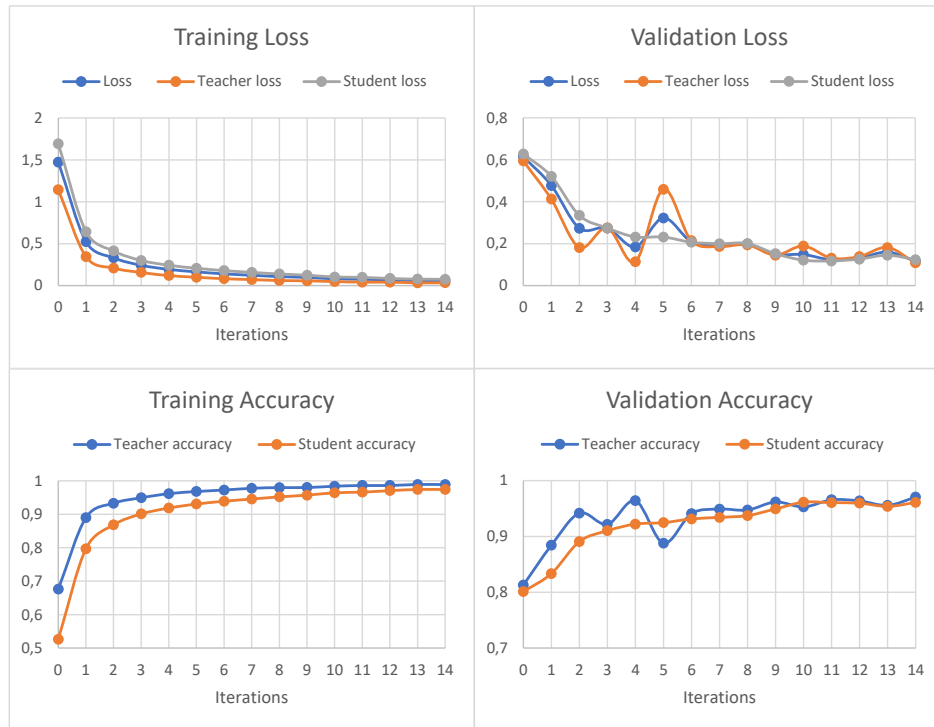 Training Loss
Loss Teacher loss Student loss
2
1,5
1
0,5
0
0 1 2 3 4 5 6 7 8 9 10 11 12 13 14
Iterations
Validation Loss
Loss Teacher loss Student loss
0,8
0,6
0,4
0,2
0
0 1 2 3 4 5 6 7 8 9 10 11 12 13 14
Iterations
Training Accuracy
Teacher accuracy Student accuracy
1
0,9
0,8
0,7
0,6
0,5
0 1 2 3 4 5 6 7 8 9 10 11 12 13 14
Iterations
Validation Accuracy
Teacher accuracy Student accuracy
1
0,9
0,8
0,7
0 1 2 3 4 5 6 7 8 9 10 11 12 13 14
Iterations